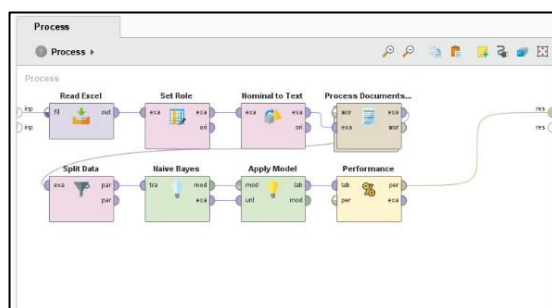 Process
Process
Process
Read Excel Set Role Nominal to Text Process Documents...
inp fil out exa exa exa exa wor exa res
inp ori ori exa wor res
Split Data Naive Bayes Apply Model Performance
exa par tra mod mod lab lab per
par exa unl mod per exa